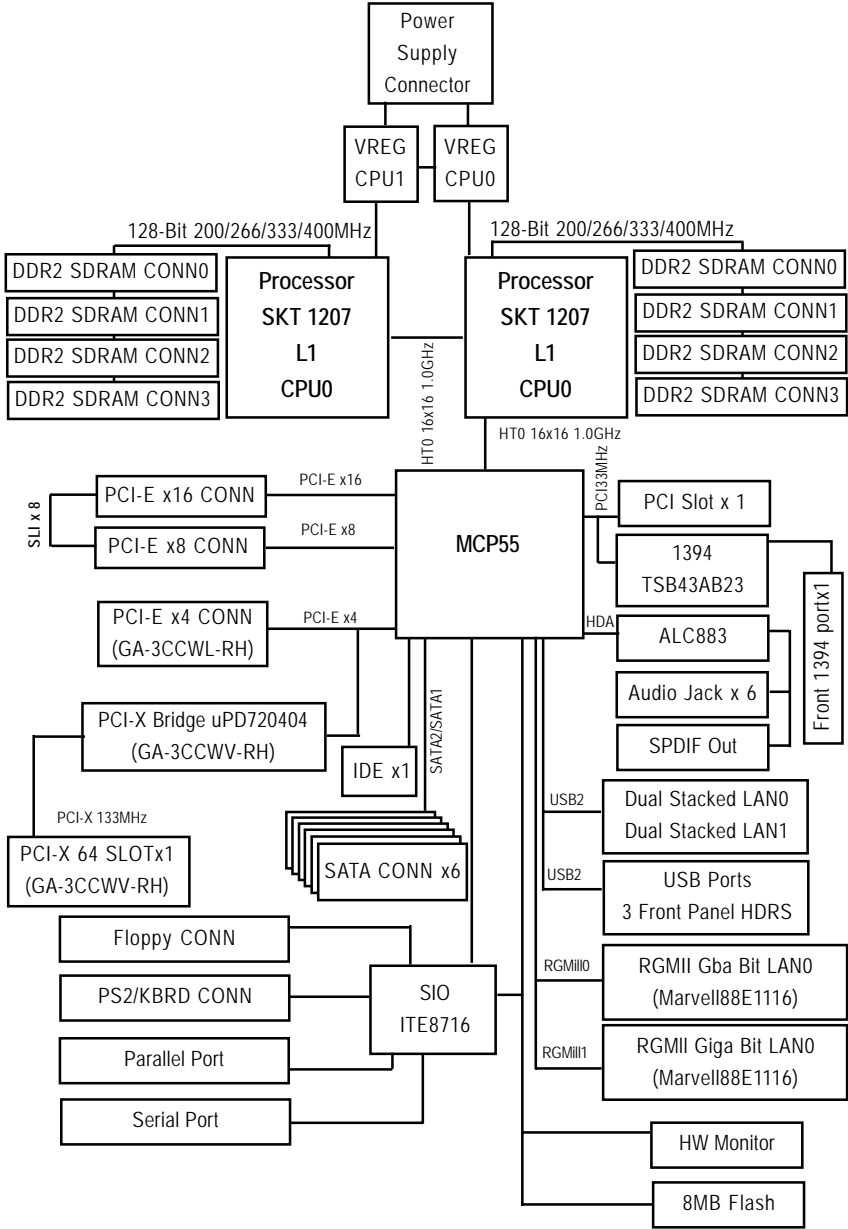 Power
Supply
Connector
VREG
CPU1
VREG
CPU0
128-Bit 200/266/333/400MHz
128-Bit 200/266/333/400MHz
DDR2 SDRAM CONN0
DDR2 SDRAM CONN1
DDR2 SDRAM CONN2
DDR2 SDRAM CONN3
Processor
SKT 1207
L1
CPU0
HT0 16x16 1.0GHz
Processor
SKT 1207
L1
CPU0
DDR2 SDRAM CONN0
DDR2 SDRAM CONN1
DDR2 SDRAM CONN2
DDR2 SDRAM CONN3
HT0 16x16 1.0GHz
PCI33MHz
SLI x 8
PCI-E x16 CONN
PCI-E x16
PCI-E x8 CONN
PCI-E x8
MCP55
PCI Slot x 1
1394
TSB43AB23
Front 1394 portx1
PCI-E x4 CONN
(GA-3CCWL-RH)
PCI-E x4
HDA
ALC883
Audio Jack x 6
SPDIF Out
PCI-X Bridge uPD720404
(GA-3CCWV-RH)
IDE x1
SATA2/SATA1
PCI-X 133MHz
PCI-X 64 SLOTx1
(GA-3CCWV-RH)
SATA CONN x6
USB2
Dual Stacked LAN0
Dual Stacked LAN1
USB2
USB Ports
3 Front Panel HDRS
Floppy CONN
PS2/KBRD CONN
Parallel Port
Serial Port
SIO
ITE8716
RGMill0
RGMII Gba Bit LAN0
(Marvell88E1116)
RGMill1
RGMII Giga Bit LAN0
(Marvell88E1116)
HW Monitor
8MB Flash